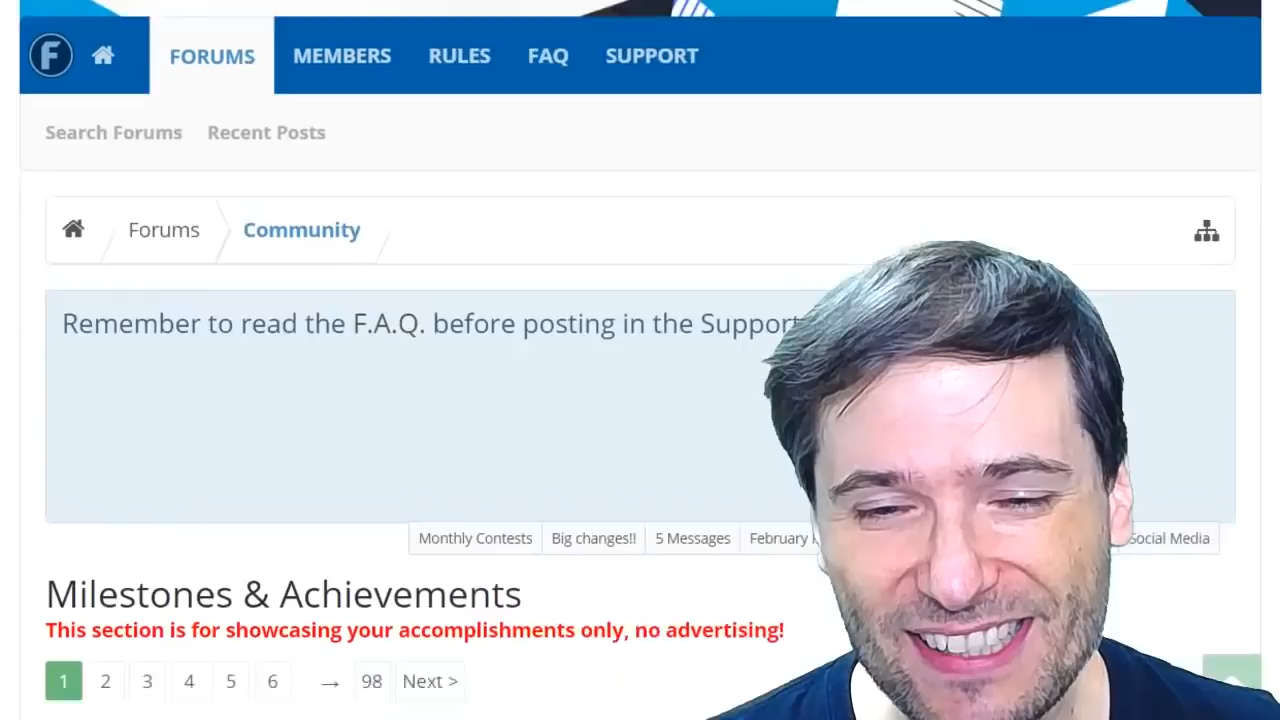 F
FORUMS MEMBERS RULES FAQ SUPPORT
Search Forums Recent Posts
Forums Community
Remember to read the F.A.Q. before posting in the Support
Monthly Contests Big changes!! 5 Messages February Social Media
Milestones & Achievements
This section is for showcasing your accomplishments only, no advertising!
1 2 3 4 5 6 → 98 Next >